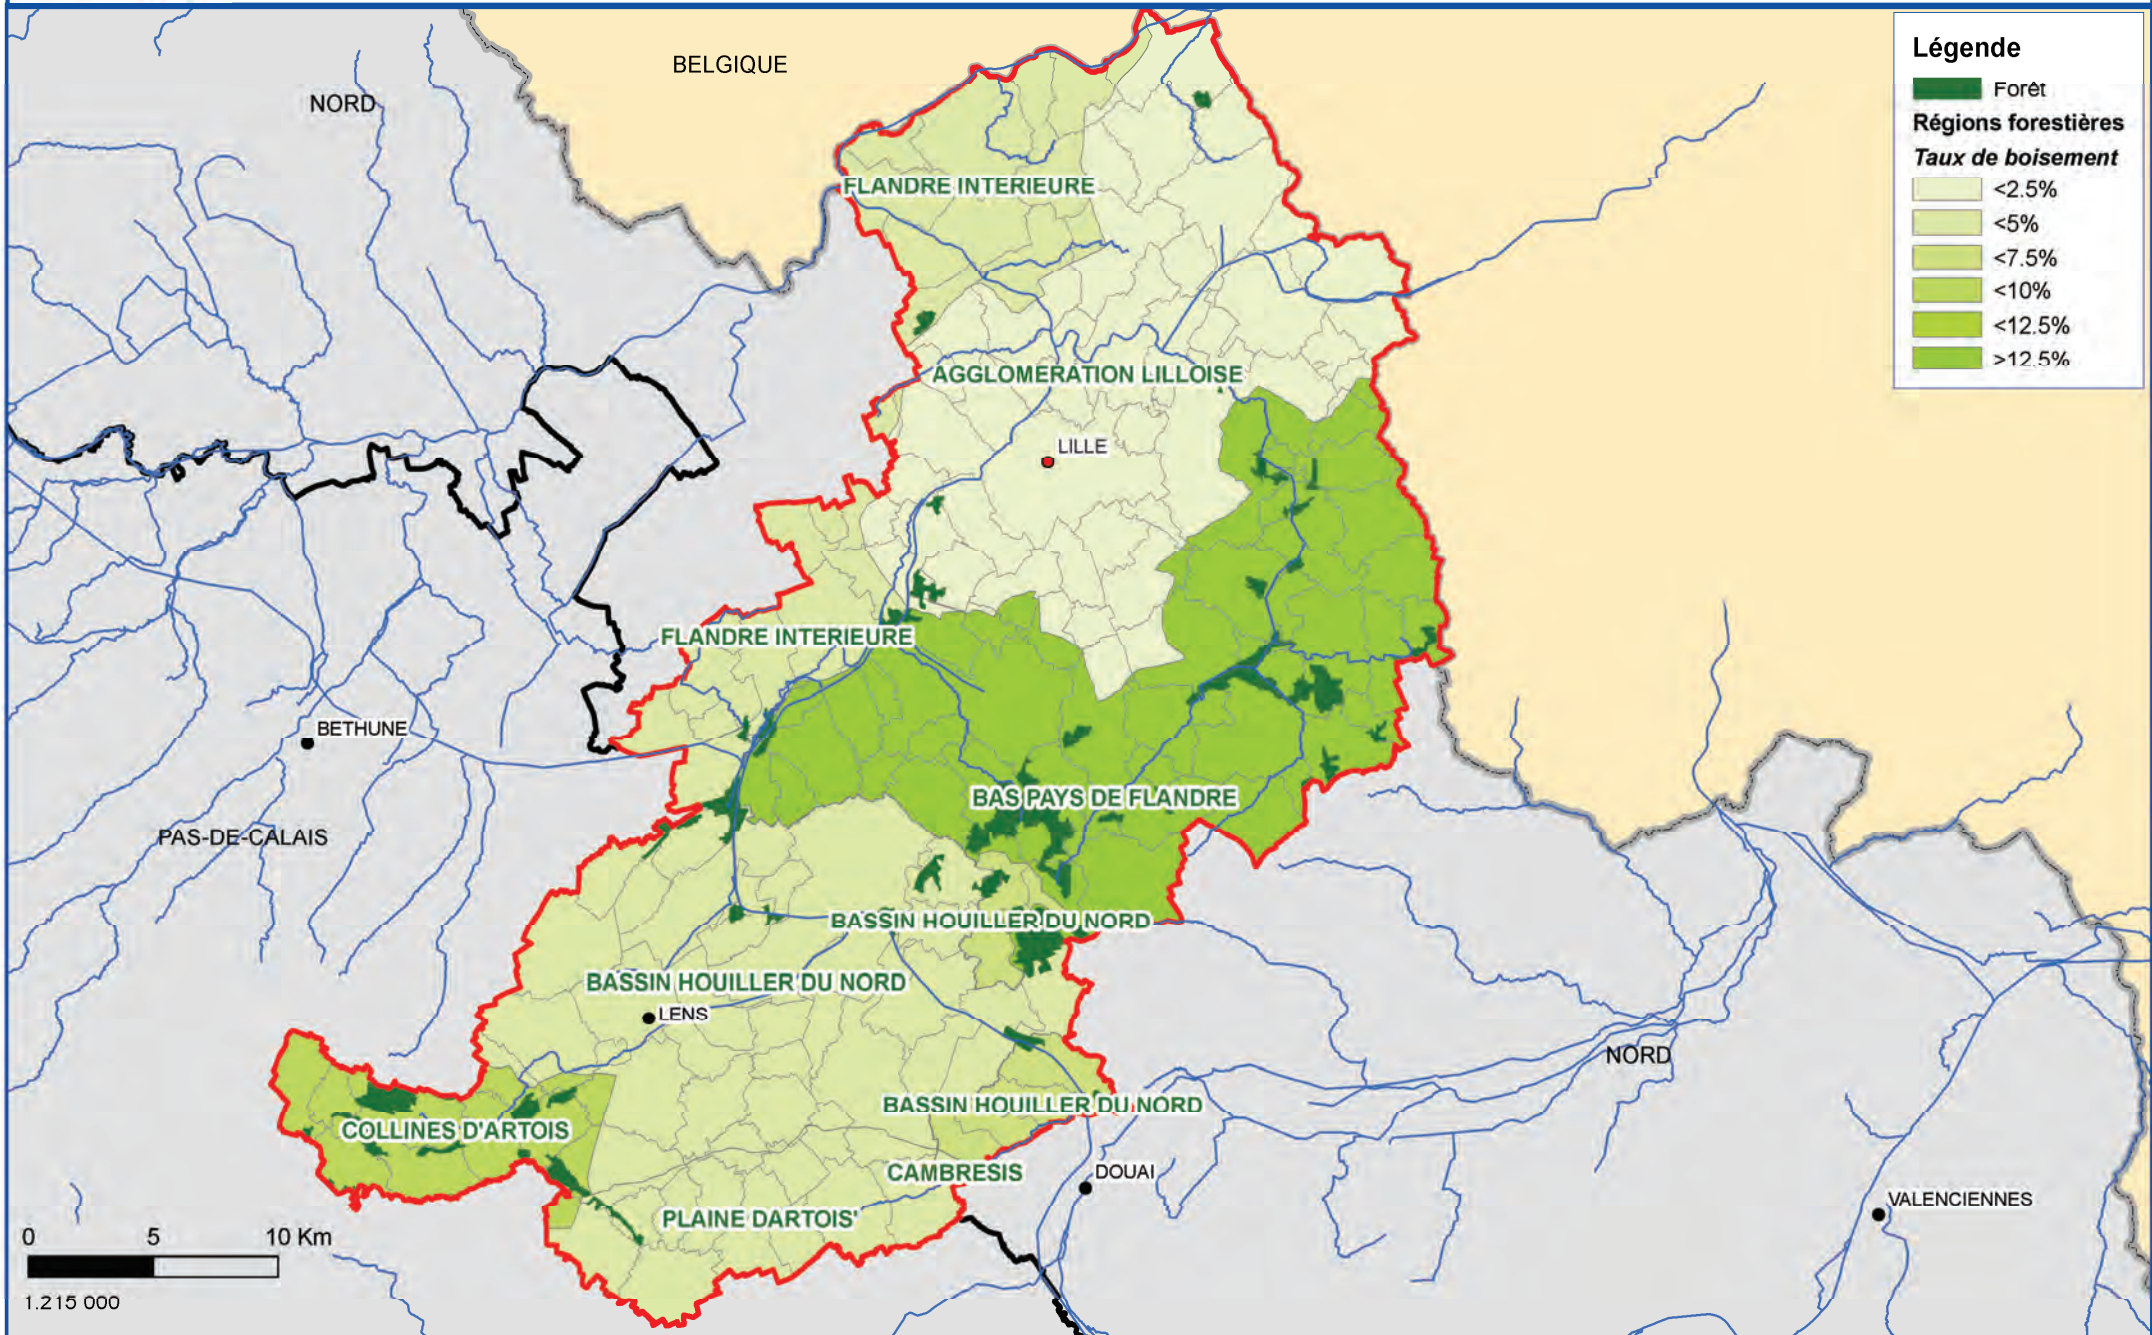 BELGIQUE
NORD
Légende
Forêt
Régions forestières
Taux de boisement
<2.5%
<5%
<7.5%
<10%
<12.5%
>12.5%
FLANDRE INTERIEURE
AGGLOMERATION LILLOISE
LILLE
FLANDRE INTERIEURE
BETHUNE
BAS PAYS DE FLANDRE
PAS-DE-CALAIS
BASSIN HOUILLER DU NORD
BASSIN HOUILLER DU NORD
LENS
NORD
BASSIN HOUILLER DU NORD
COLLINES D'ARTOIS
CAMBRESIS
DOUAI
VALENCIENNES
PLAINE DARTOIS'
0 5 10 Km
1.215 000